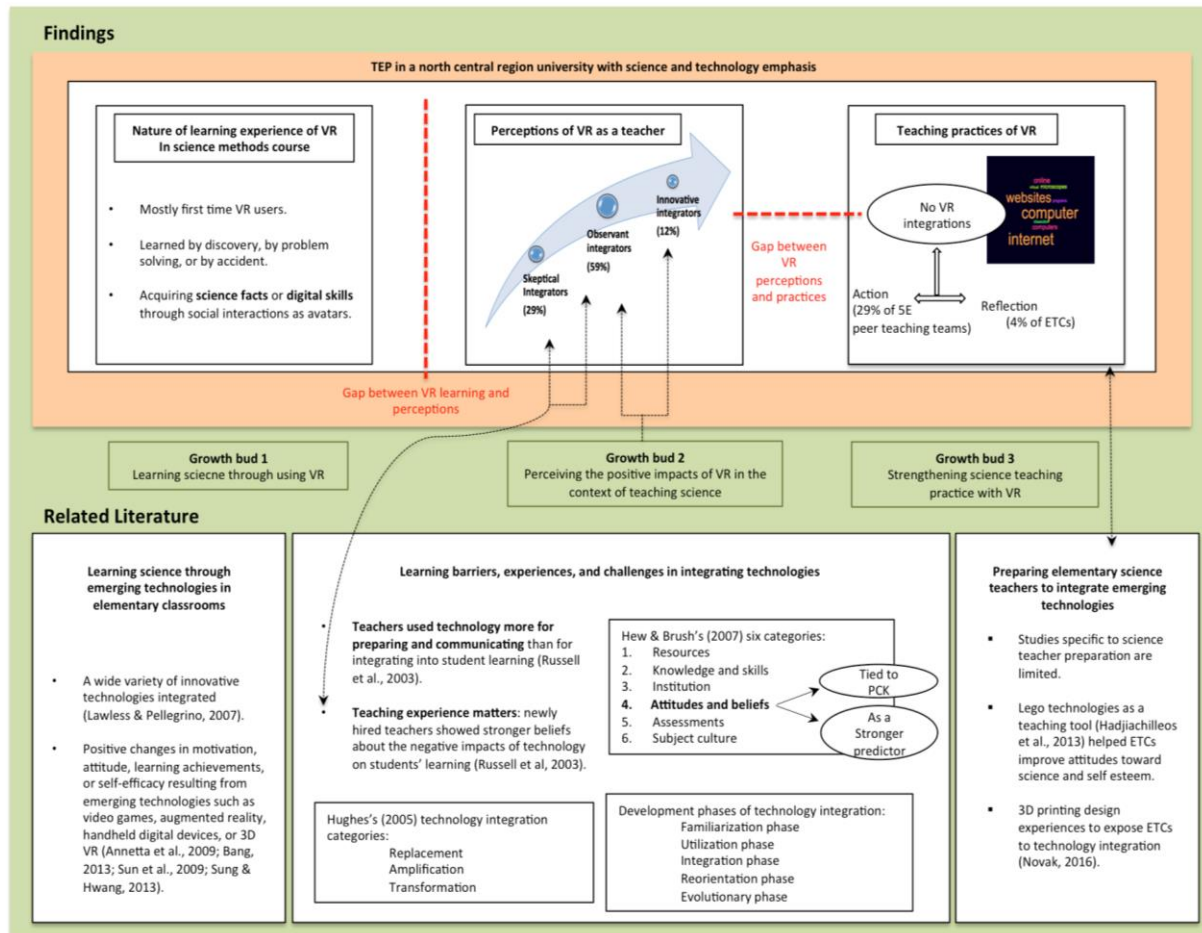 Findings
TEP in a north central region university with science and technology emphasis
Nature of learning experience of VR
In science methods course
• Mostly first time VR users.
• Learned by discovery, by problem
solving, or by accident.
• Acquiring science facts or digital skills
through social interactions as avatars.
Gap between VR learning and
perceptions
Perceptions of VR as a teacher
Skeptical
Integrators
(29%)
Observant
integrators
(59%)
Innovative
integrators
(12%)
Gap between
VR
perceptions
and practices
Teaching practices of VR
No VR
integrations
online
microscopes
websites
computer
computers
internet
Action
(29% of 5E
peer teaching teams)
Reflection
(4% of ETCs)
Growth bud 1
Learning sciecne through using VR
Growth bud 2
Perceiving the positive impacts of VR in the
context of teaching science
Growth bud 3
Strengthening science teaching
practice with VR
Related Literature
Learning science through
emerging technologies in
elementary classrooms
• A wide variety of innovative
technologies integrated
(Lawless & Pellegrino, 2007).
• Positive changes in motivation,
attitude, learning achievements,
or self-efficacy resulting from
emerging technologies such as
video games, augmented reality,
handheld digital devices, or 3D
VR (Annetta et al., 2009; Bang,
2013; Sun et al., 2009; Sung &
Hwang, 2013).
Learning barriers, experiences, and challenges in integrating technologies
• Teachers used technology more for
preparing and communicating than for
integrating into student learning (Russell
et al., 2003).
• Teaching experience matters: newly
hired teachers showed stronger beliefs
about the negative impacts of technology
on students' learning (Russell et al, 2003).
Hew & Brush's (2007) six categories:
1. Resources
2. Knowledge and skills
3. Institution
4. Attitudes and beliefs
5. Assessments
6. Subject culture
Tied to
PCK
As a
Stronger
predictor
Hughes's (2005) technology integration
categories:
Replacement
Amplification
Transformation
Development phases of technology integration:
Familiarization phase
Utilization phase
Integration phase
Reorientation phase
Evolutionary phase
Preparing elementary science
teachers to integrate emerging
technologies
▪ Studies specific to science
teacher preparation are
limited.
▪ Lego technologies as a
teaching tool (Hadjiachilleos
et al., 2013) helped ETCs
improve attitudes toward
science and self esteem.
▪ 3D printing design
experiences to expose ETCs
to technology integration
(Novak, 2016).